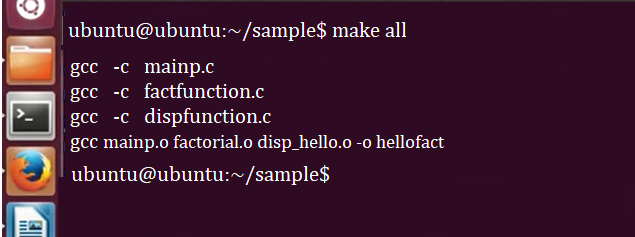 ubuntu@ubuntu:~/sample$ make all
gcc -c mainp.c
gcc -c factfunction.c
gcc -c dispfunction.c
gcc mainp.o factorial.o disp_hello.o -o hellofact
ubuntu@ubuntu:~/sample$